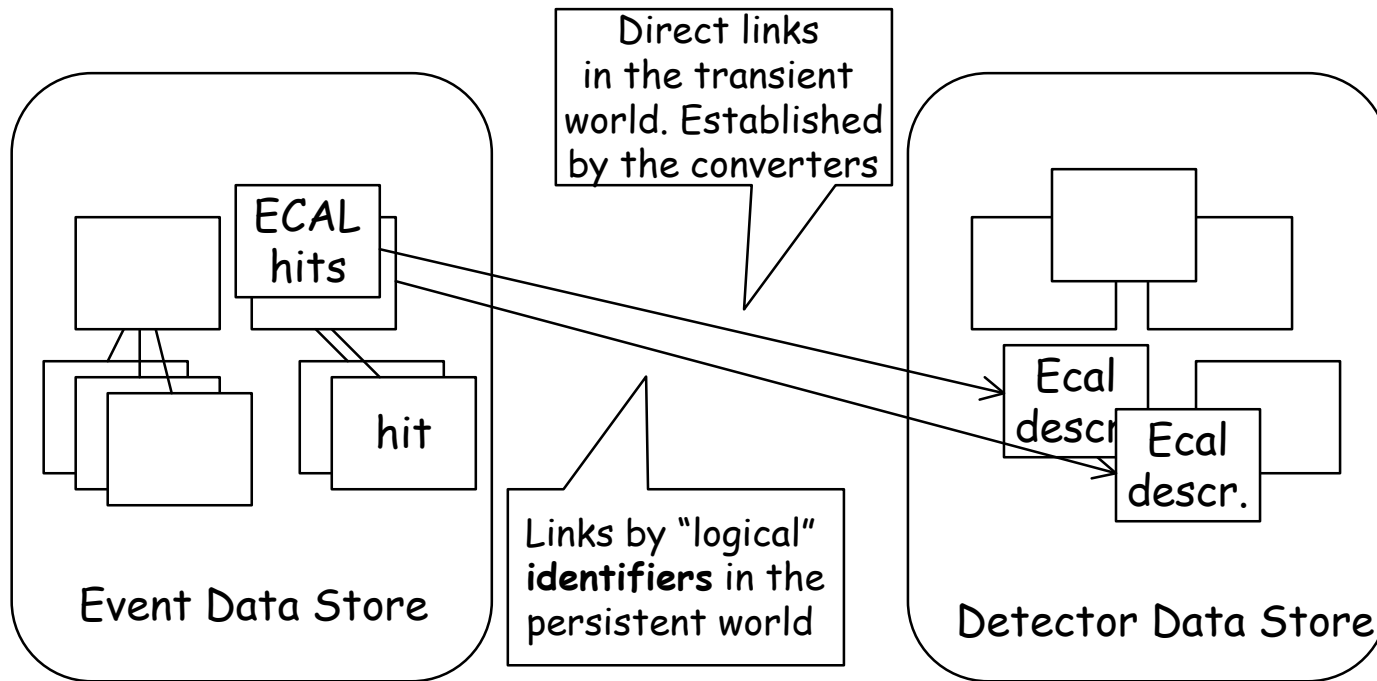 Direct links
in the transient
world. Established
by the converters
ECAL
hits
hit
Event Data Store
Links by “logical”
identifiers in the
persistent world
Ecal
descr
Ecal
descr.
Detector Data Store